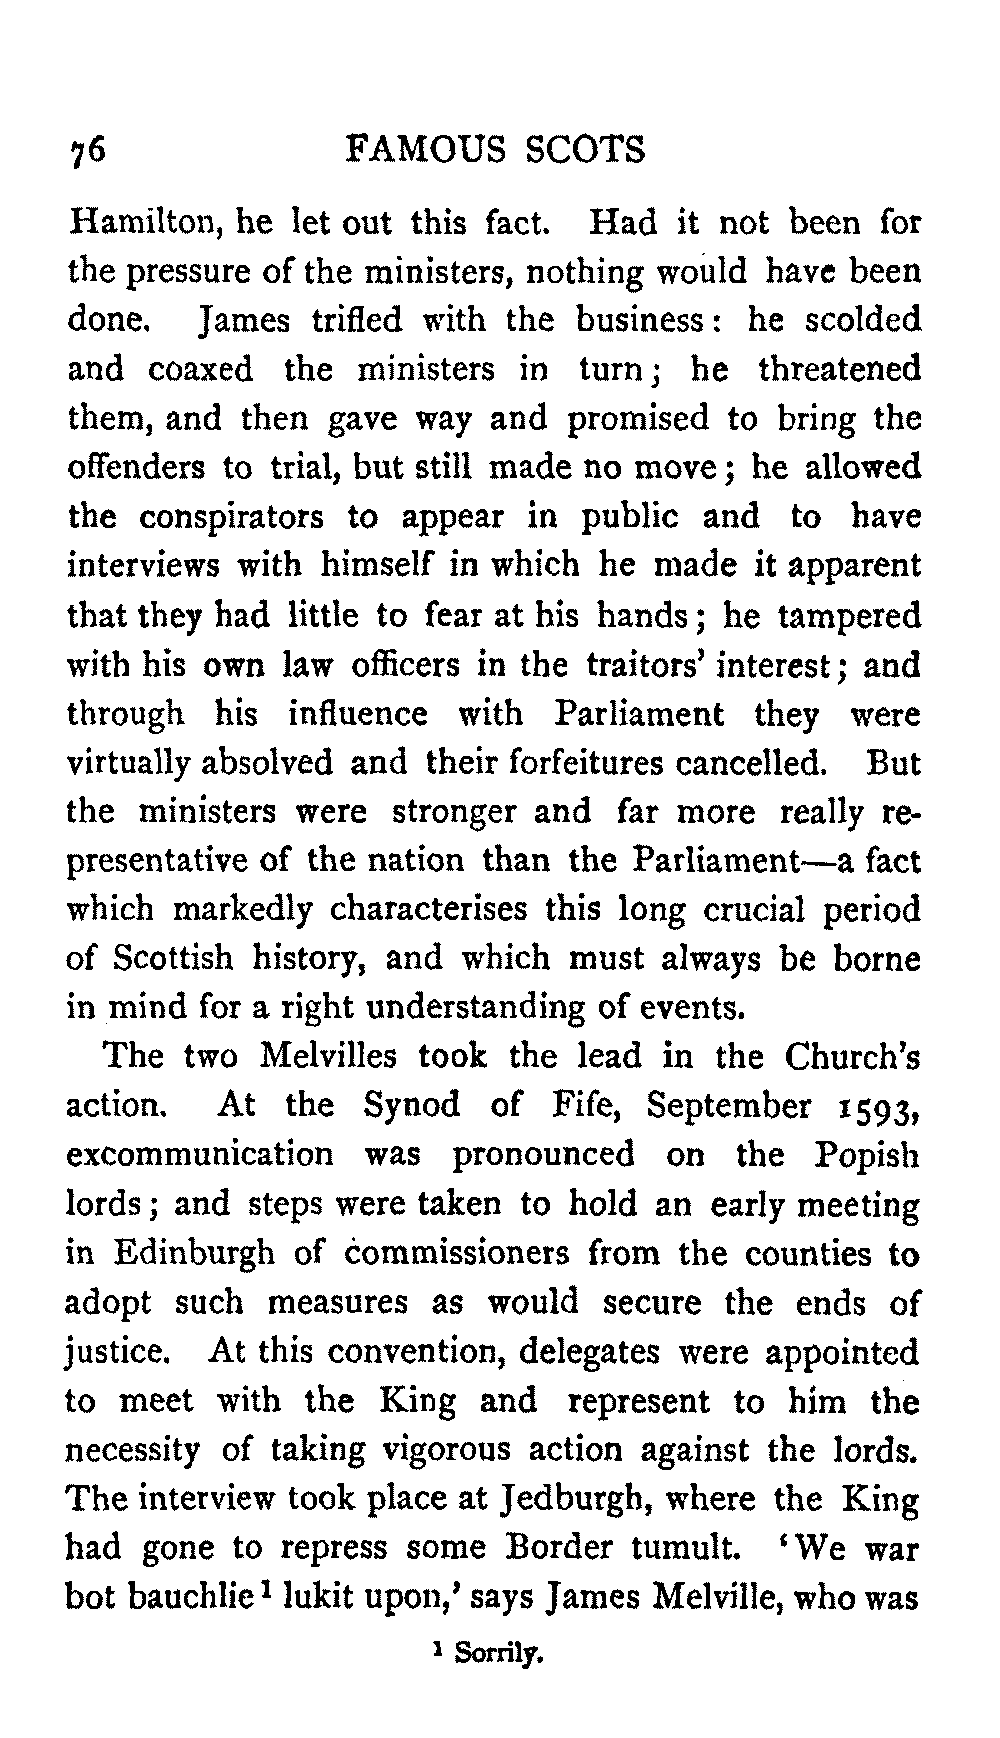 76 FAMOUS SCOTS
Hamilton, he let out this fact. Had it not been for
the pressure of the ministers, nothing would have been
done. James trifled with the business: he scolded
and coaxed the ministers in turn; he threatened
them, and then gave way and promised to bring the
offenders to trial, but still made no move; he allowed
the conspirators to appear in public and to have
interviews with himself in which he made it apparent
that they had little to fear at his hands; he tampered
with his own law officers in the traitors' interest; and
through his influence with Parliament they were
virtually absolved and their forfeitures cancelled. But
the ministers were stronger and far more really re-
presentative of the nation than the Parliament—a fact
which markedly characterises this long crucial period
of Scottish history, and which must always be borne
in mind for a right understanding of events.
The two Melvilles took the lead in the Church's
action. At the Synod of Fife, September 1593,
excommunication was pronounced on the Popish
lords; and steps were taken to hold an early meeting
in Edinburgh of commissioners from the counties to
adopt such measures as would secure the ends of
justice. At this convention, delegates were appointed
to meet with the King and represent to him the
necessity of taking vigorous action against the lords.
The interview took place at Jedburgh, where the King
had gone to repress some Border tumult. 'We war
bot bauchlie¹ lukit upon,' says James Melville, who was
¹ Sorrily.